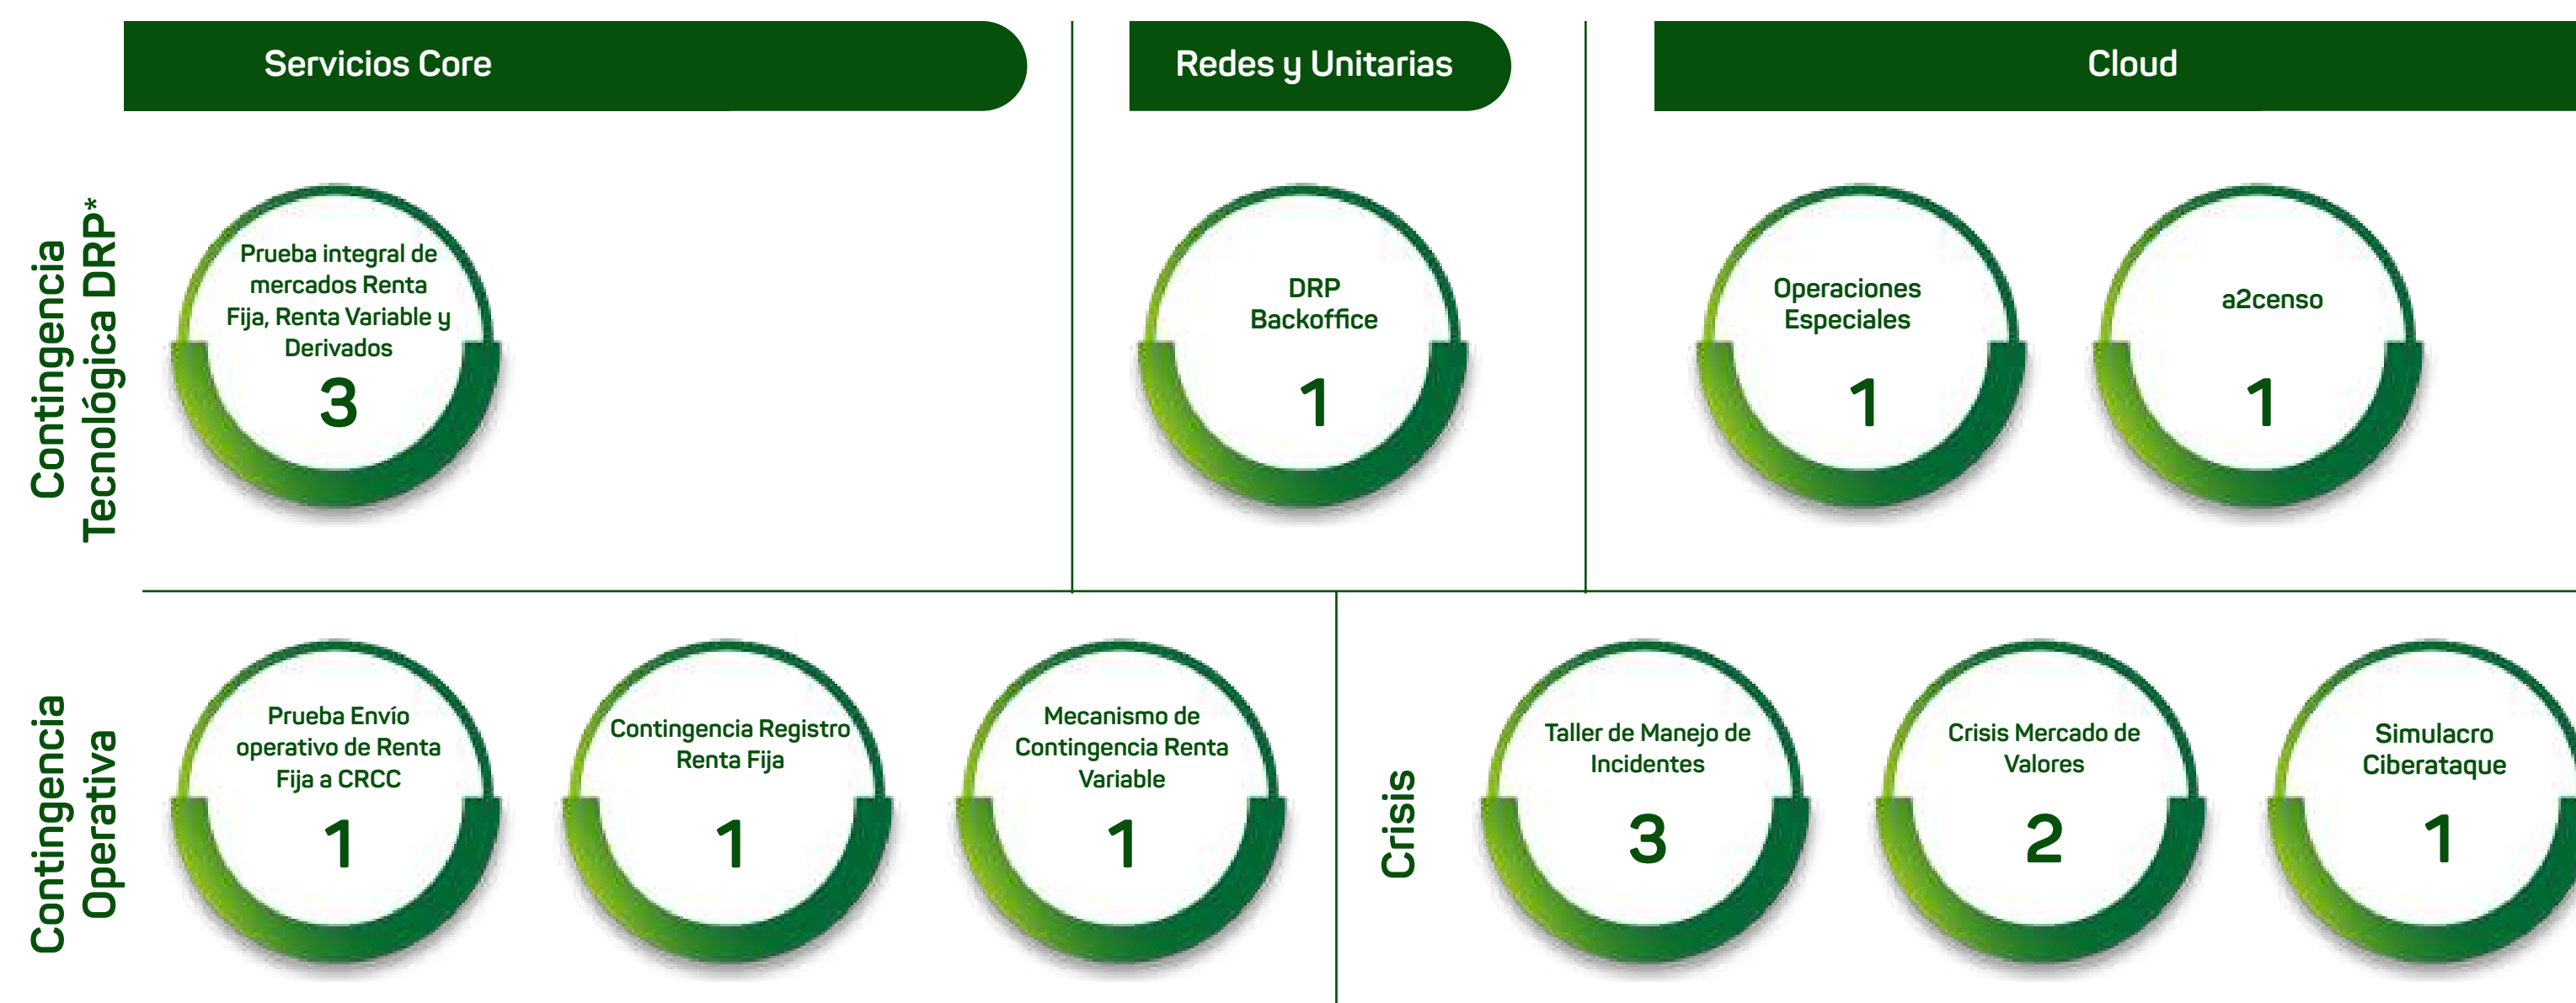 Servicios Core
Redes y Unitarias
Cloud
Contingencia
Tecnológica DRP*
Prueba integral de
mercados Renta
Fija, Renta Variable y
Derivados
3
DRP
Backoffice
1
Operaciones
Especiales
1
a2censo
1
Contingencia
Operativa
Prueba Envío
operativo de Renta
Fija a CRCC
1
Contingencia Registro
Renta Fija
1
Mecanismo de
Contingencia Renta
Variable
1
Crisis
Taller de Manejo de
Incidentes
3
Crisis Mercado de
Valores
2
Simulacro
Ciberataque
1